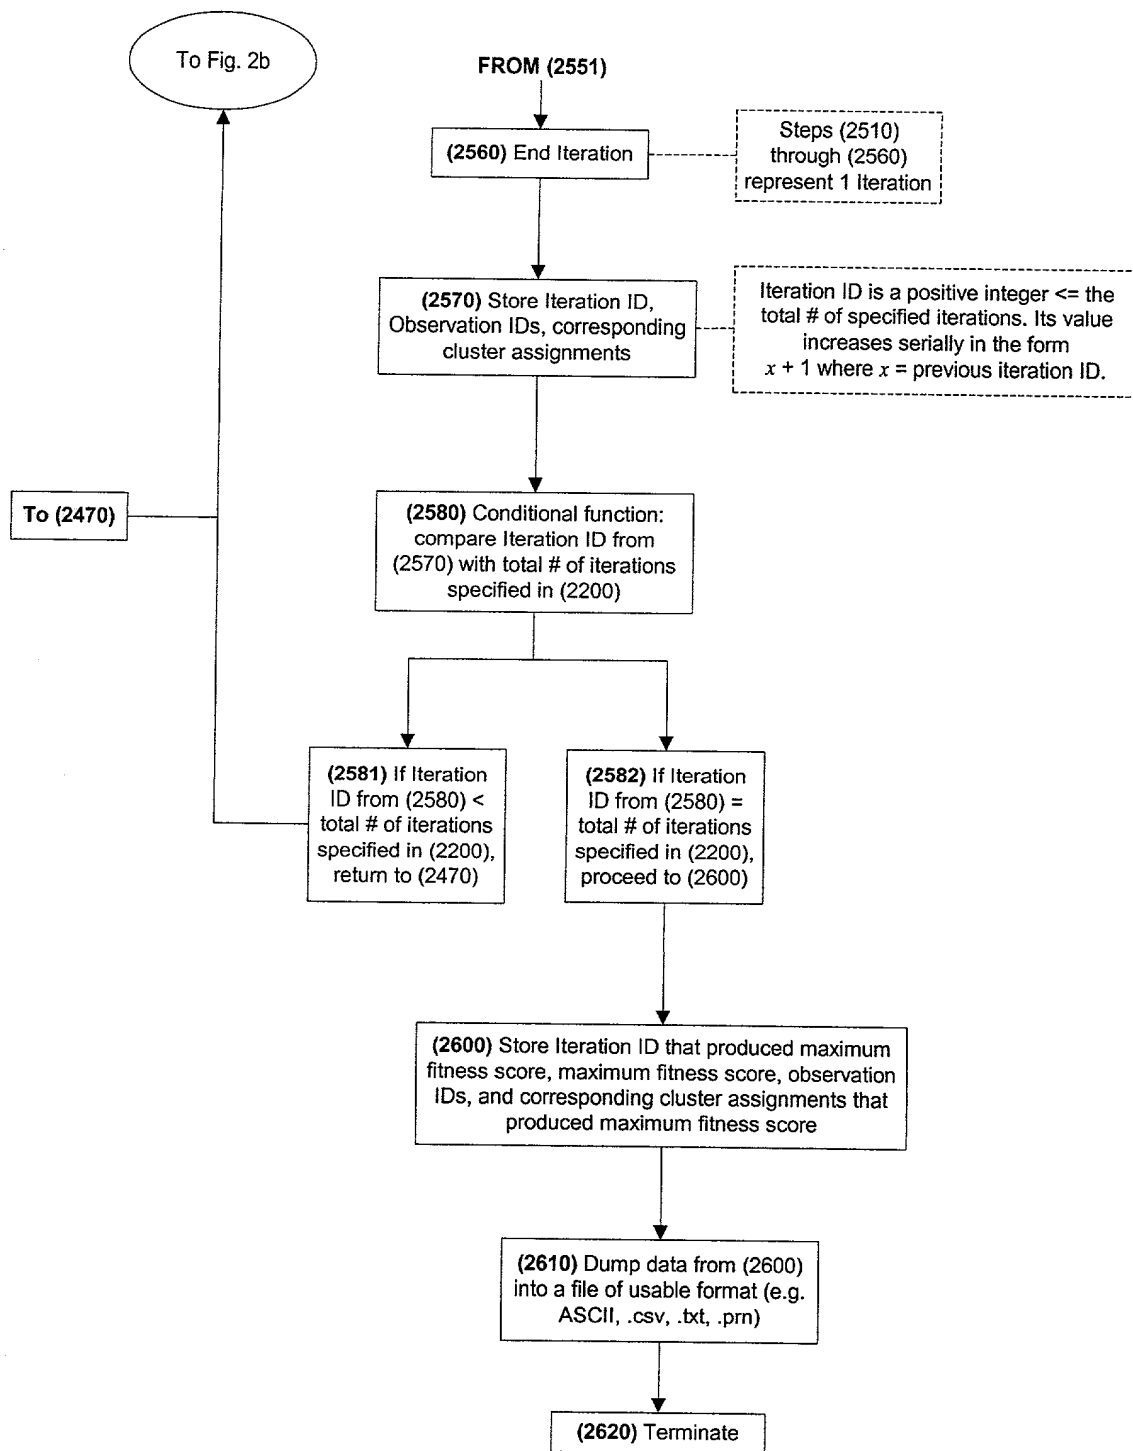 To Fig. 2b
FROM (2551)
(2560) End Iteration
Steps (2510)
through (2560)
represent 1 Iteration
(2570) Store Iteration ID,
Observation IDs, corresponding
cluster assignments
Iteration ID is a positive integer <= the
total # of specified iterations. Its value
increases serially in the form
x + 1 where x = previous iteration ID.
To (2470)
(2580) Conditional function:
compare Iteration ID from
(2570) with total # of iterations
specified in (2200)
(2581) If Iteration
ID from (2580) <
total # of iterations
specified in (2200),
return to (2470)
(2582) If Iteration
ID from (2580) =
total # of iterations
specified in (2200),
proceed to (2600)
(2600) Store Iteration ID that produced maximum
fitness score, maximum fitness score, observation
IDs, and corresponding cluster assignments that
produced maximum fitness score
(2610) Dump data from (2600)
into a file of usable format (e.g.
ASCII, .csv, .txt, .prn)
(2620) Terminate